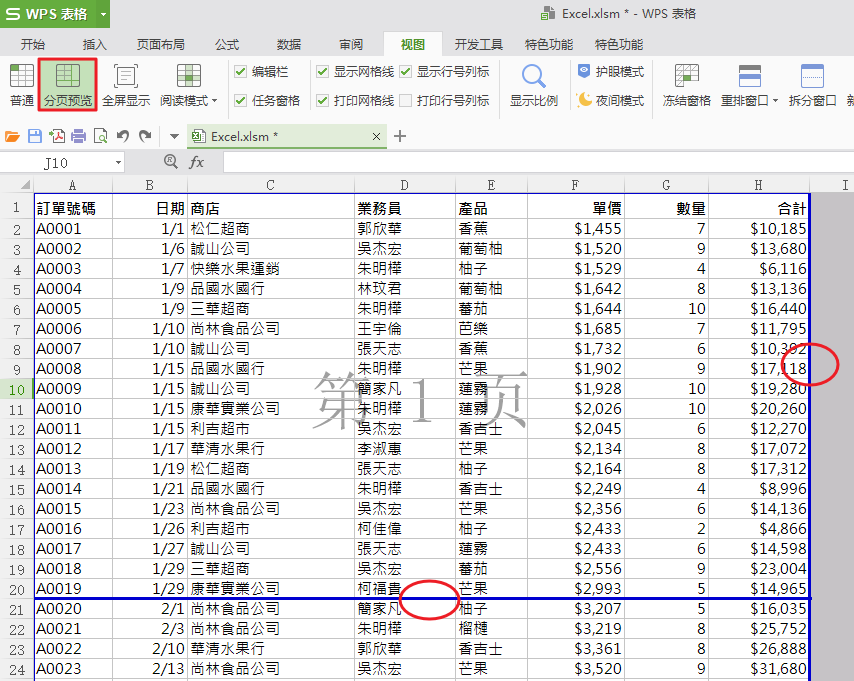 WPS 表格
Excel.xlsm * - WPS 表格
开始 插入 页面布局 公式 数据 审阅 视图 开发工具 特色功能 特色功能
编辑栏 显示网格线 显示行号列标 护眼模式
普通 分页预览 全屏显示 阅读模式 任务窗格 打印网格线 打印行号列标 显示比例 夜间模式 冻结窗格 重排窗口 拆分窗口
Excel.xlsm *
J10 fx
A B C D E F G H I
1 訂單號碼 日期 商店 業務員 產品 單價 數量 合計
2 A0001 1/1 松仁超商 郭欣華 香蕉 $1,455 7 $10,185
3 A0002 1/6 誠山公司 吳杰宏 葡萄柚 $1,520 9 $13,680
4 A0003 1/7 快樂水果運銷 朱明樺 柚子 $1,529 4 $6,116
5 A0004 1/9 品國水國行 林玟君 葡萄柚 $1,642 8 $13,136
6 A0005 1/9 三華超商 朱明樺 蕃茄 $1,644 10 $16,440
7 A0006 1/10 尚林食品公司 王宇倫 芭樂 $1,685 7 $11,795
8 A0007 1/10 誠山公司 張天志 香蕉 $1,732 6 $10,392
9 A0008 1/15 品國水國行 朱明樺 芒果 $1,902 9 $17,118
10 A0009 1/15 誠山公司 簡家凡 蓮霧 $1,928 10 $19,280
11 A0010 1/15 康華實業公司 朱明樺 蓮霧 $2,026 10 $20,260
第 1 页
12 A0011 1/15 利吉超市 吳杰宏 香吉士 $2,045 6 $12,270
13 A0012 1/17 華清水果行 李淑惠 芒果 $2,134 8 $17,072
14 A0013 1/19 松仁超商 張天志 柚子 $2,164 8 $17,312
15 A0014 1/21 品國水國行 朱明樺 香吉士 $2,249 4 $8,996
16 A0015 1/23 尚林食品公司 吳杰宏 芒果 $2,356 6 $14,136
17 A0016 1/26 利吉超市 柯佳偉 柚子 $2,433 2 $4,866
18 A0017 1/27 誠山公司 張天志 蓮霧 $2,433 6 $14,598
19 A0018 1/29 三華超商 吳杰宏 蕃茄 $2,556 9 $23,004
20 A0019 1/29 康華實業公司 柯福貴 芒果 $2,993 5 $14,965
21 A0020 2/1 尚林食品公司 簡家凡 柚子 $3,207 5 $16,035
22 A0021 2/3 尚林食品公司 朱明樺 榴槤 $3,219 8 $25,752
23 A0022 2/10 華清水果行 郭欣華 香吉士 $3,361 8 $26,888
24 A0023 2/13 尚林食品公司 吳杰宏 芒果 $3,520 9 $31,680